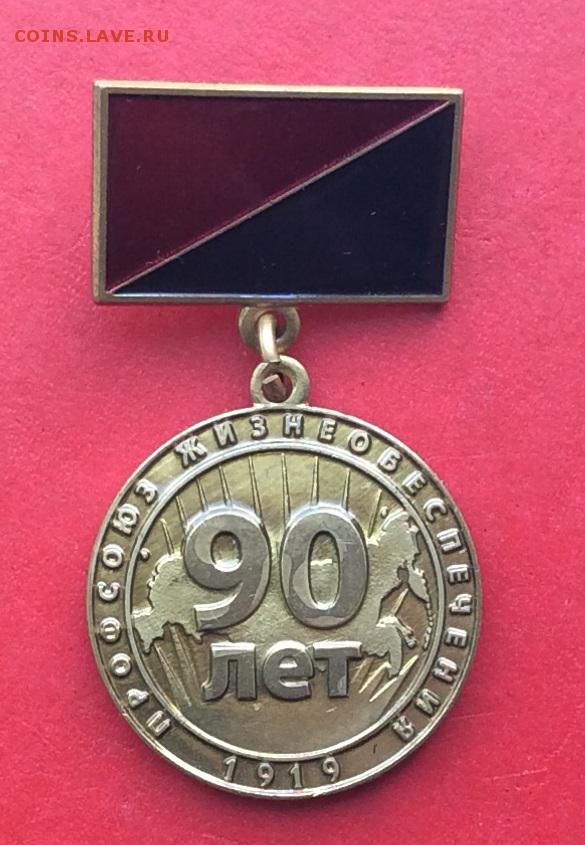 COINS.LAVE.RU
ПРОФСОЮЗ ЖИЗНЕОБЕСПЕЧЕНИЯ
90
лет
1919